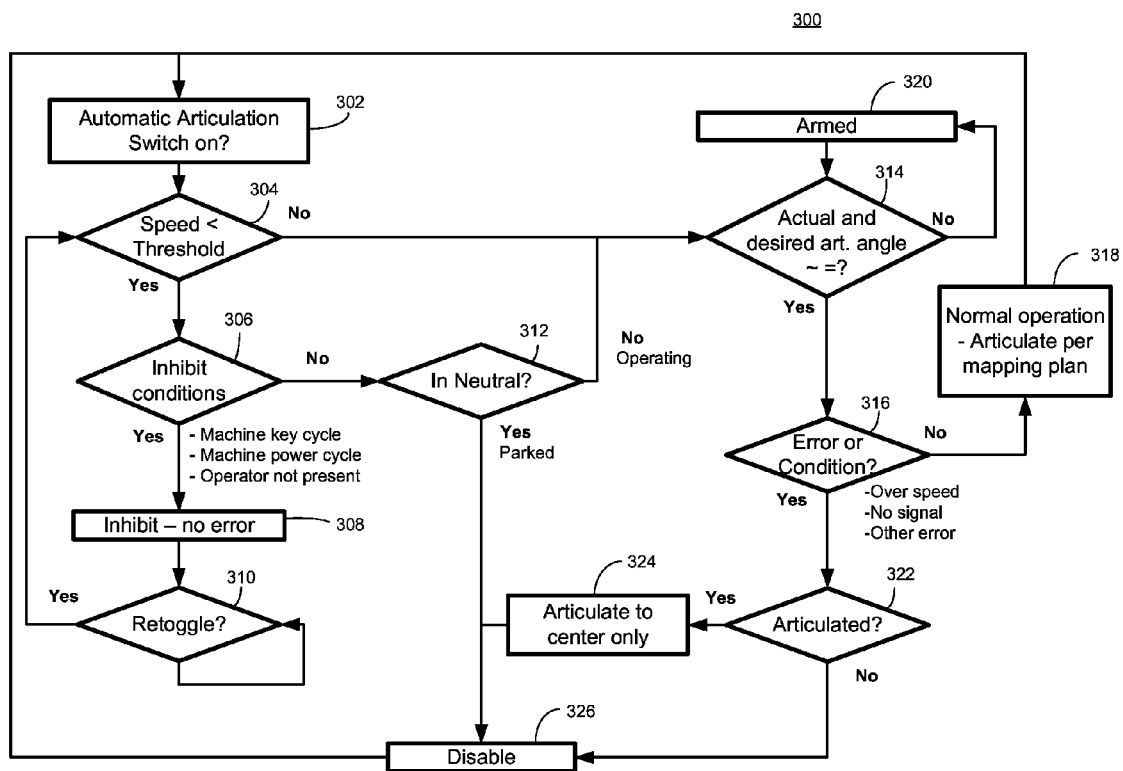 300
Automatic Articulation
Switch on?
302
Speed <
Threshold
304
No
Yes
Inhibit
conditions
306
No
Yes
- Machine key cycle
- Machine power cycle
- Operator not present
Inhibit – no error
308
Retoggle?
310
Yes
In Neutral?
312
No
Operating
Yes
Parked
320
Armed
Actual and
desired art. angle
~ =?
314
No
Yes
318
Normal operation
- Articulate per
mapping plan
Error or
Condition?
316
No
Yes
-Over speed
-No signal
-Other error
Articulated?
322
Yes
No
324
Articulate to
center only
326
Disable